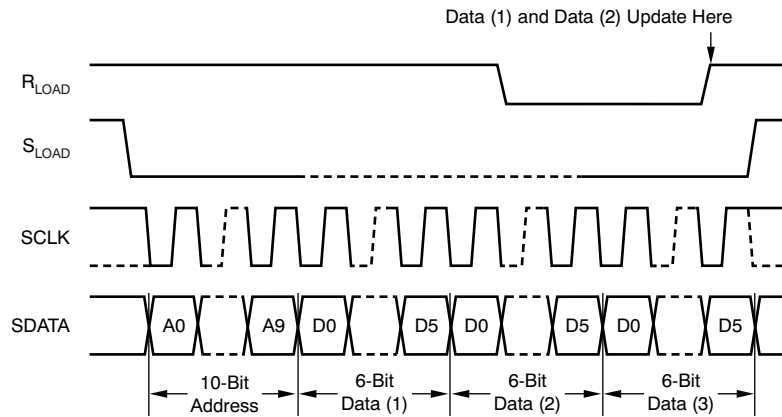 Data (1) and Data (2) Update Here
RLOAD
SLOAD
SCLK
SDATA
A0 A9 D0 D5 D0 D5 D0 D5
10-Bit Address
6-Bit Data (1)
6-Bit Data (2)
6-Bit Data (3)